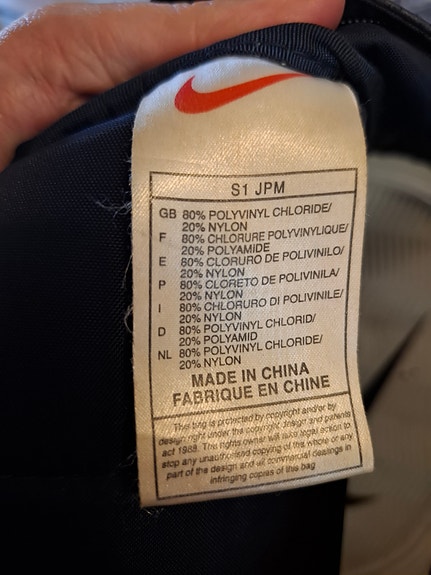 S1 JPM
GB 80% POLYVINYL CHLORIDE/
20% NYLON
F 80% CHLORURE POLYVINYLIQUE/
20% POLYAMIDE
E 80% CLORURO DE POLIVINILO/
20% NYLON
P 80% CLORETO DE POLIVINILA/
20% NYLON
I 80% CHLORURO DI POLIVINILE/
20% NYLON
D 80% POLYVINYL CHLORID/
20% POLYAMID
NL 80% POLYVINYL CHLORIDE/
20% NYLON
MADE IN CHINA
FABRIQUE EN CHINE
This bag is protected by copyright and/or by
design right under the copyright design and patents
act 1988. The rights owner will take legal action to
stop any unauthorised copying of the whole or any
part of the design and all commercial dealings in
infringing copies of this bag